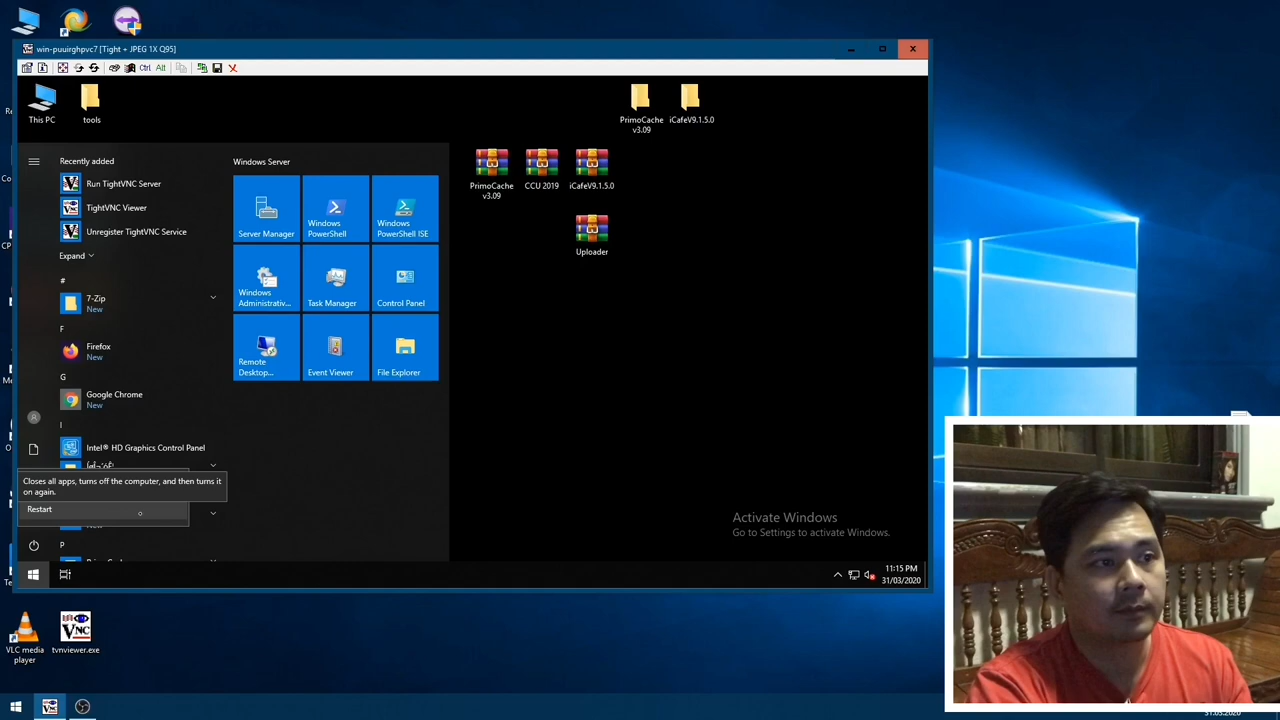 win-puuirghpvc7 [Tight + JPEG 1X Q95]
Ctrl Alt
This PC
tools
PrimoCache
v3.09
iCafeV9.1.5.0
Recently added
Run TightVNC Server
TightVNC Viewer
Unregister TightVNC Service
Expand
#
7-Zip
New
F
Firefox
New
G
Google Chrome
New
I
Intel® HD Graphics Control Panel
Closes all apps, turns off the computer, and then turns it
on again.
Restart
P
Windows Server
Server Manager
Windows
PowerShell
Windows
PowerShell ISE
Windows
Administrativ...
Task Manager
Control Panel
Remote
Desktop...
Event Viewer
File Explorer
PrimoCache
v3.09
CCU 2019
iCafeV9.1.5.0
Uploader
Activate Windows
Go to Settings to activate Windows.
11:15 PM
31/03/2020
VLC media
player
VNC
tvnviewer.exe